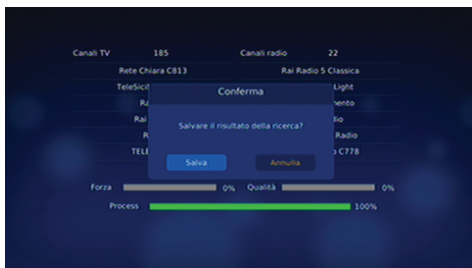 Canali TV 185 Canali radio 22
Rete Chiara C813 Rai Radio 5 Classica
TeleSici Light
Conferma
Ra ento
Salvare il risultato della ricerca?
Rai dio
R Radio
TELE C778
Salva Annulla
Forza 0% Qualità 0%
Process 100%